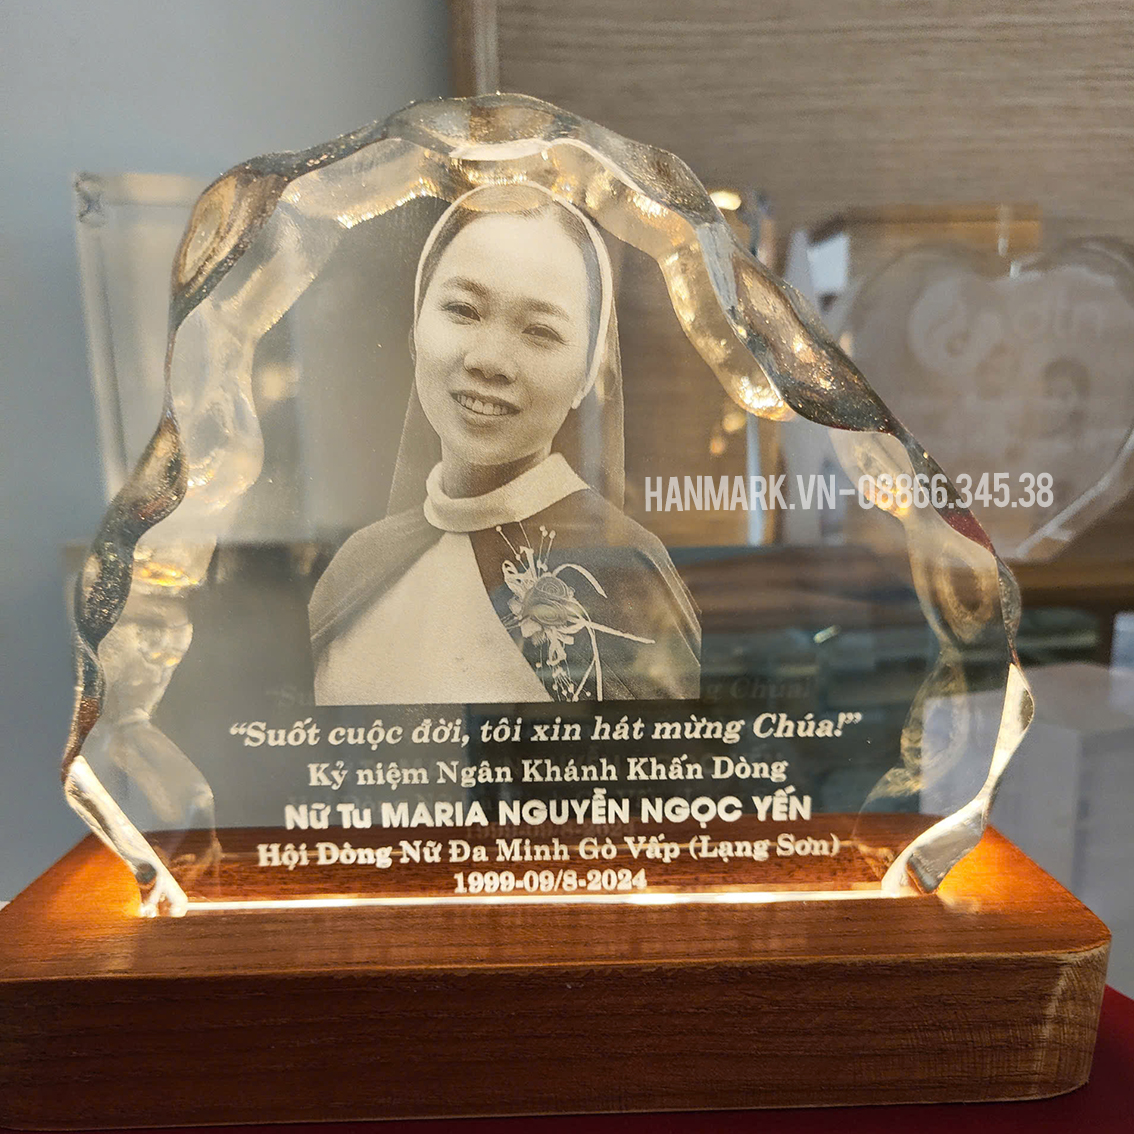 HANMARK.VN-08866.345.38
“Suốt cuộc đời, tôi xin hát mừng Chúa!”
Kỷ niệm Ngân Khánh Khấn Dòng
Nữ Tu MARIA NGUYỄN NGỌC YẾN
Hội Dòng Nữ Đa Minh Gò Vấp (Lạng Sơn)
1999-09/8-2024